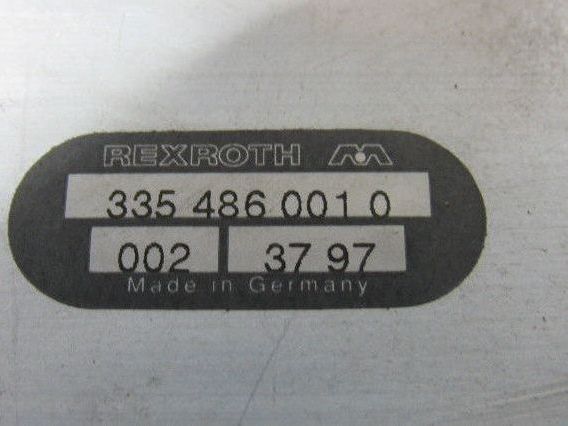 REXROTH
335 486 001 0
002 37 97
Made in Germany